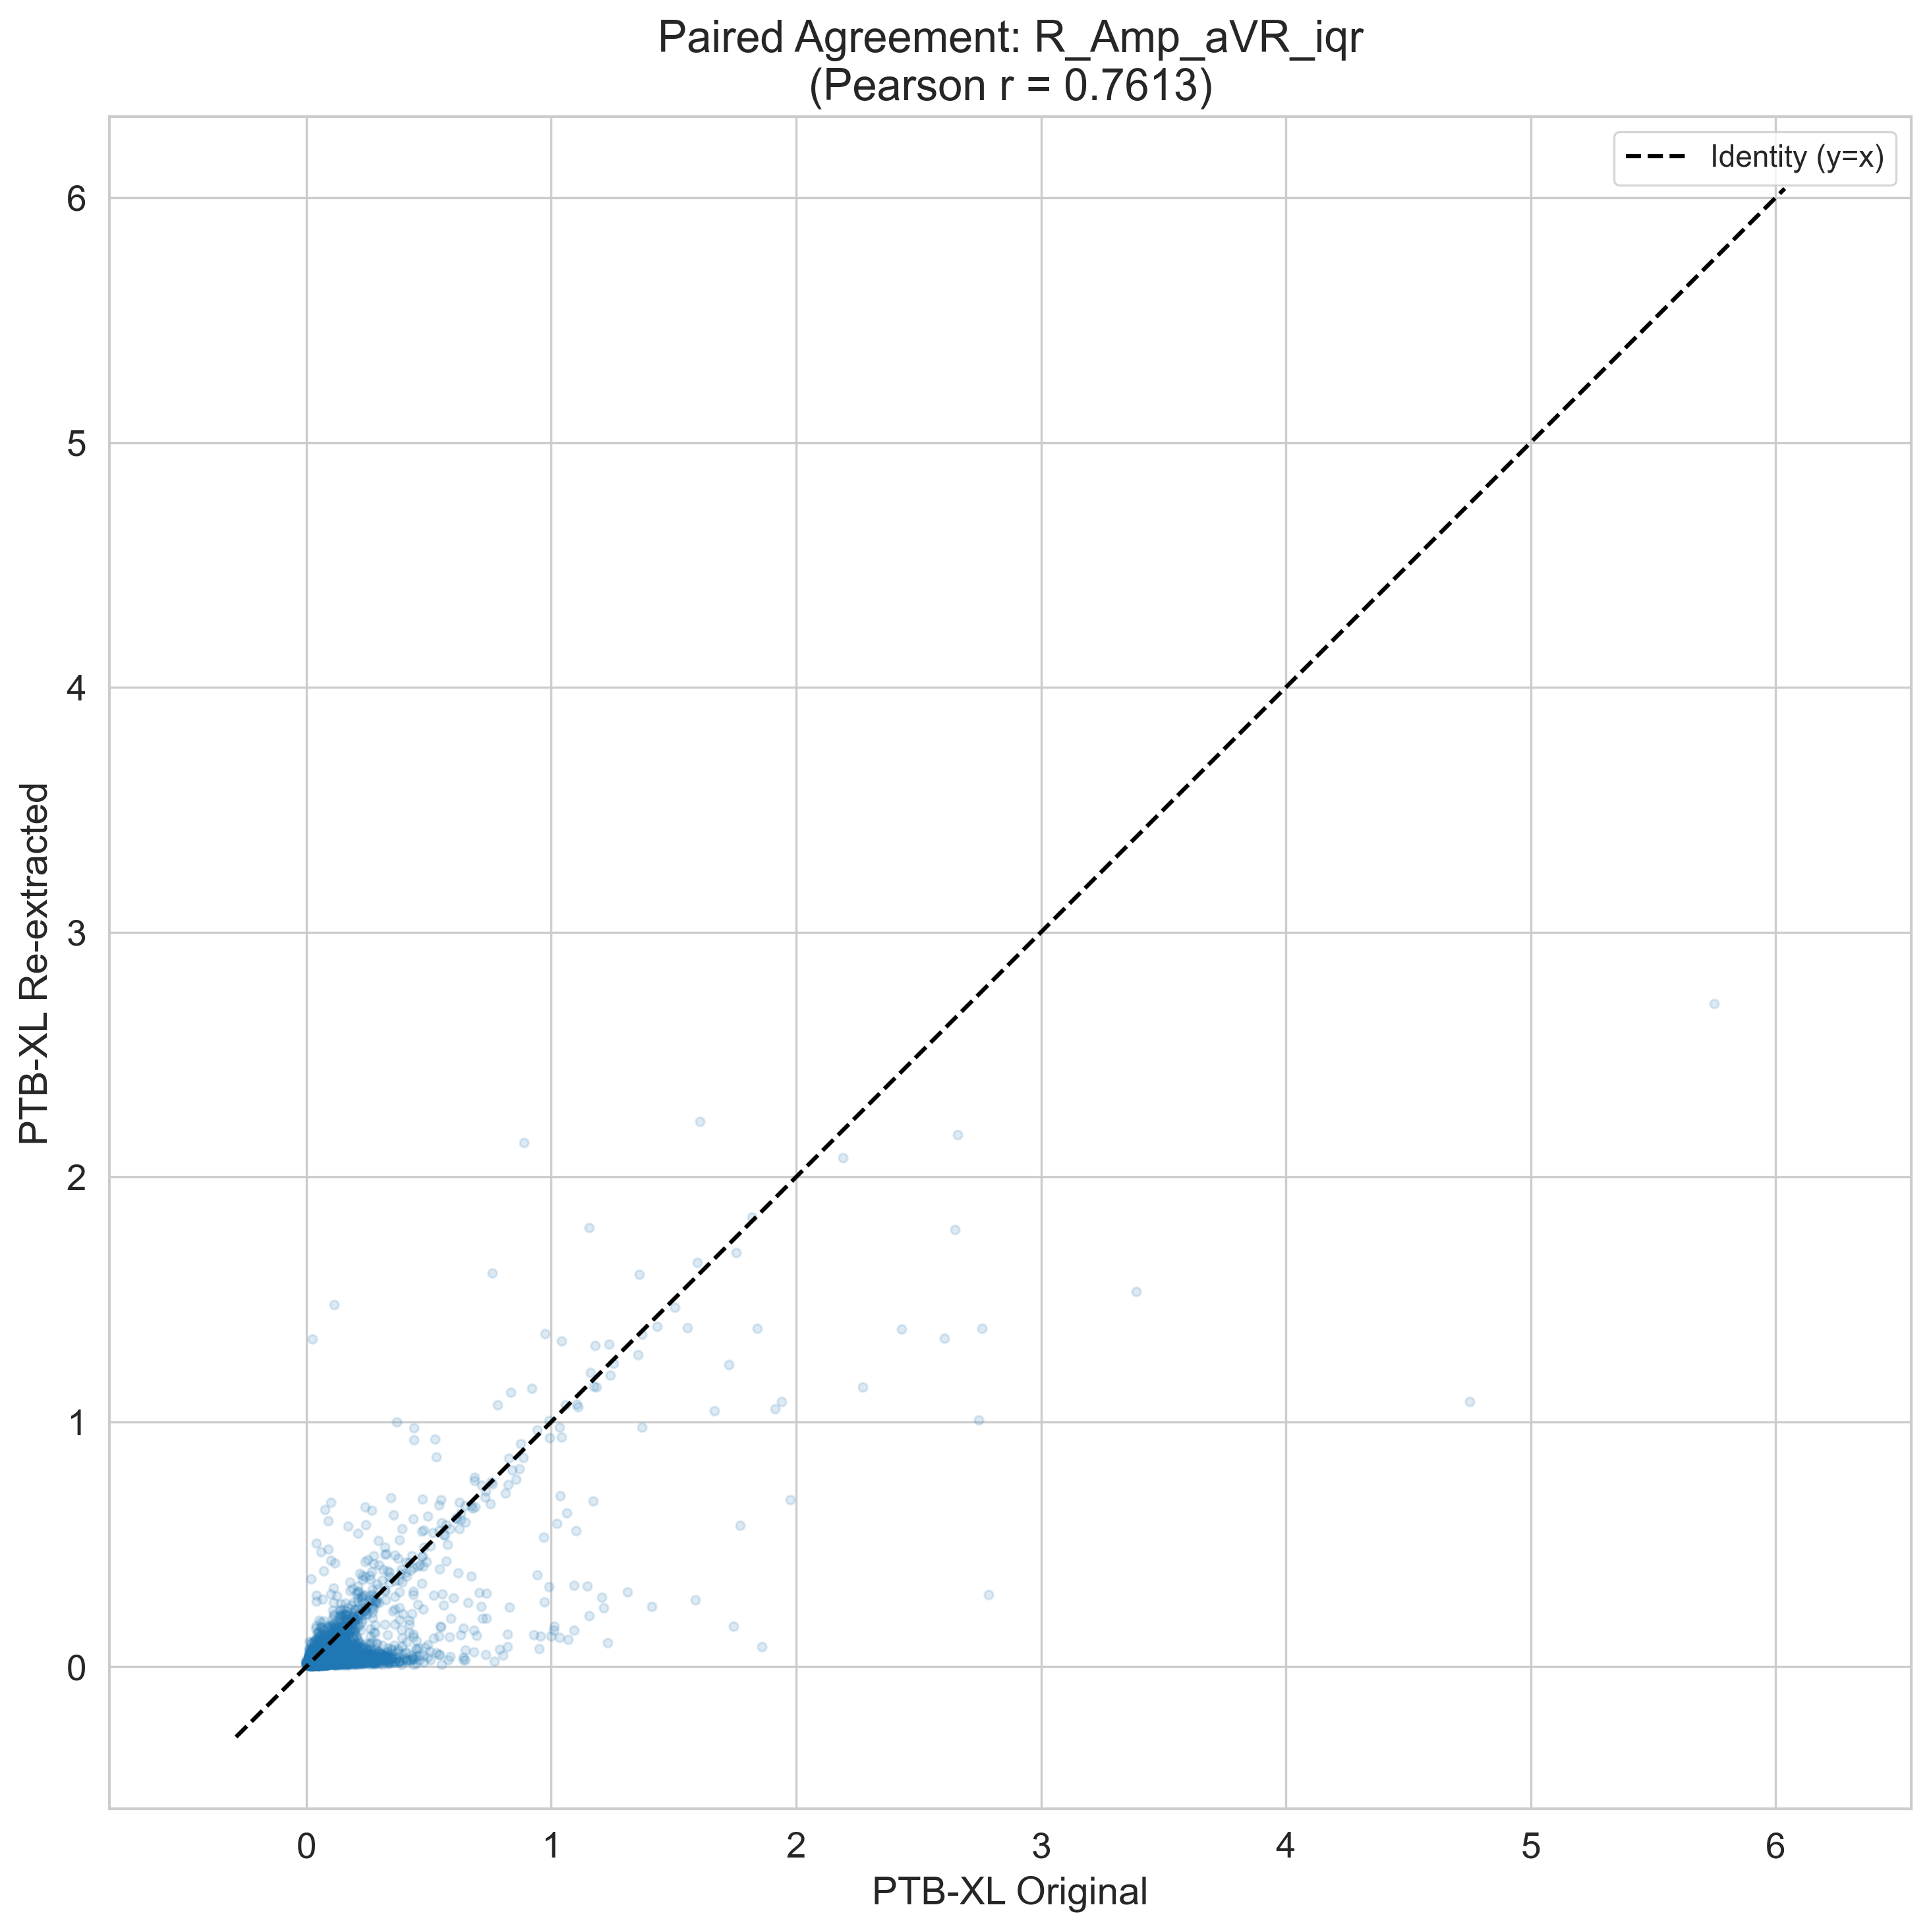 Paired Agreement: R_Amp_aVR_iqr
(Pearson r = 0.7613)
Identity (y=x)
6
5
4
3
2
1
0
PTB-XL Re-extracted
0 1 2 3 4 5 6
PTB-XL Original